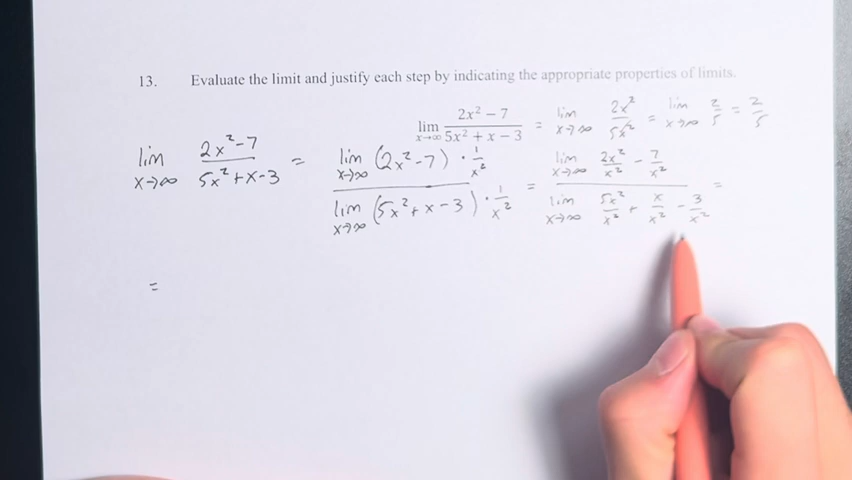 13. Evaluate the limit and justify each step by indicating the appropriate properties of limits.
lim x→∞ (2x² − 7)/(5x² + x − 3) = lim x→∞ 2x²/5x² = lim x→∞ 2/5 = 2/5
lim x→∞ (2x² − 7)/(5x² + x − 3) = (lim x→∞ (2x² − 7) · 1/x²)/(lim x→∞ (5x² + x − 3) · 1/x²) = (lim x→∞ 2x²/x² − 7/x²)/(lim x→∞ 5x²/x² + x/x² − 3/x²) =
=